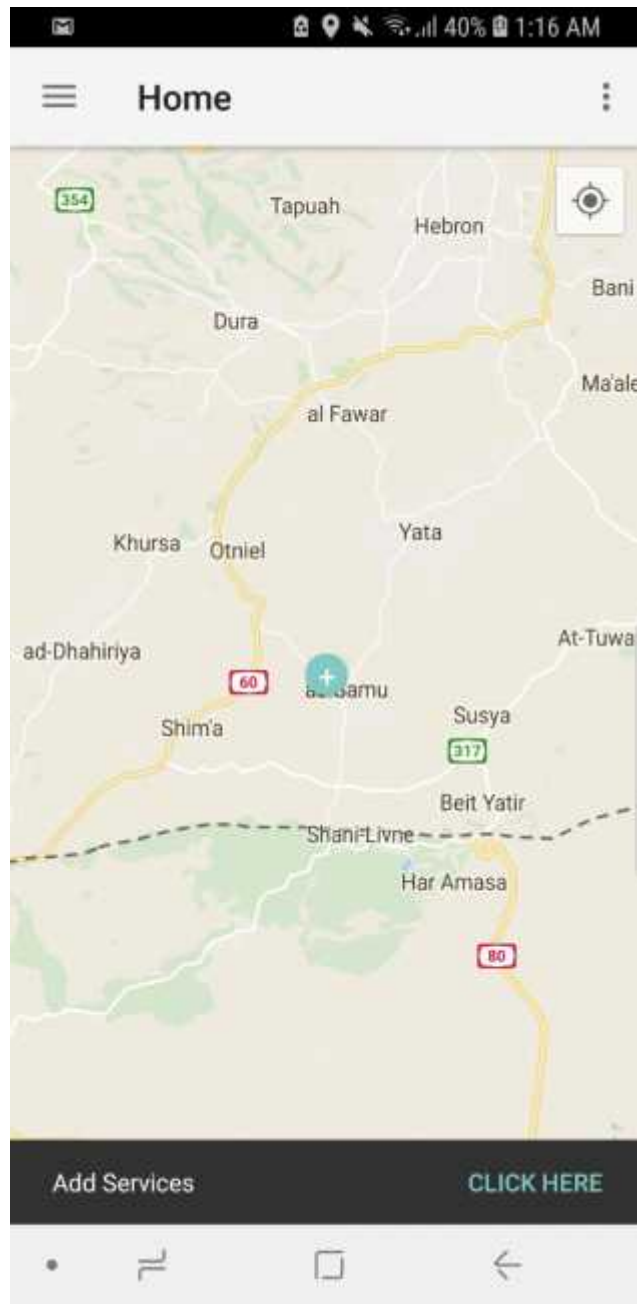 40% 1:16 AM
Home
354
Tapuah
Hebron
Bani
Dura
Ma'ale
al Fawar
Yata
Khursa
Otniel
At-Tuwa
ad-Dhahiriya
60
Samu
Susya
Shim'a
317
Beit Yatir
Shani-Livne
Har Amasa
80
Add Services CLICK HERE